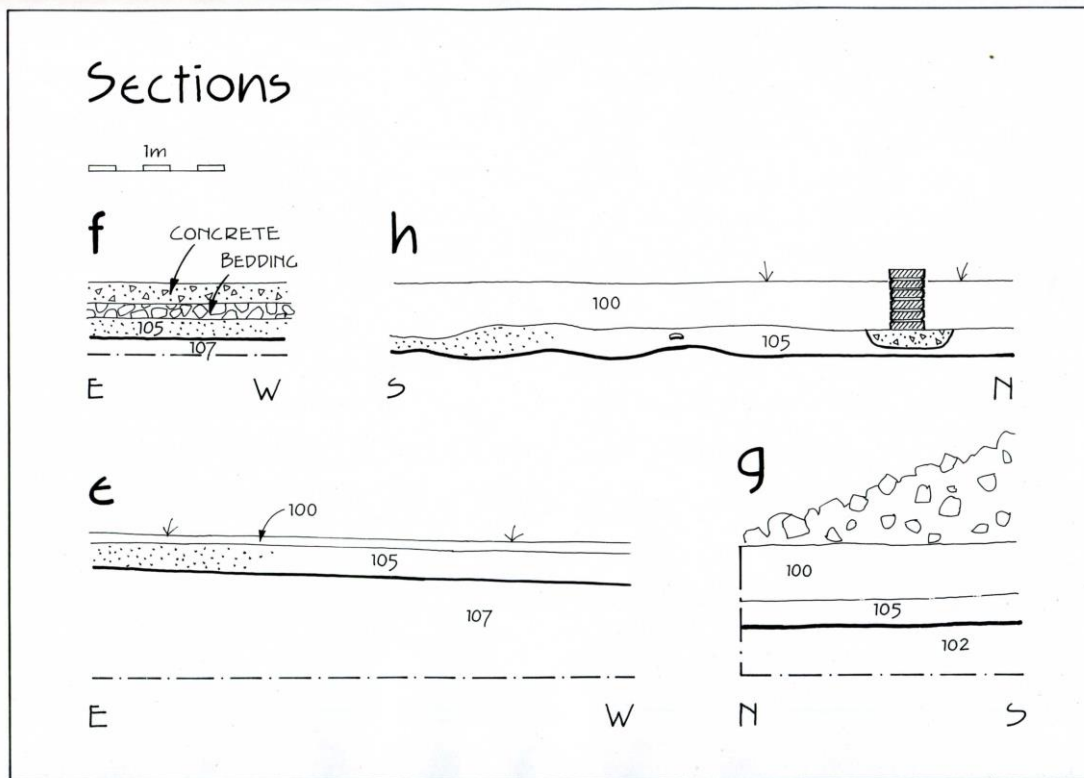 Sections
1m
f
CONCRETE
BEDDING
105
107
E W
h
100
105
S N
e
100
105
107
E W
g
100
105
102
N S